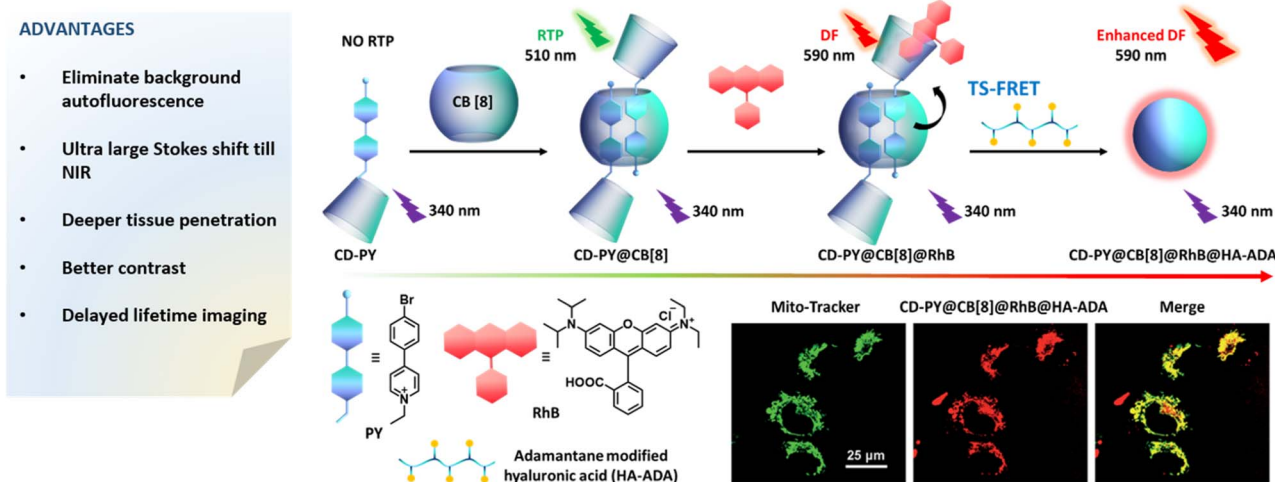 ADVANTAGES
• Eliminate background
autofluorescence
• Ultra large Stokes shift till
NIR
• Deeper tissue penetration
• Better contrast
• Delayed lifetime imaging
NO RTP
CB [8]
RTP
510 nm
DF
590 nm
TS-FRET
Enhanced DF
590 nm
340 nm
340 nm
340 nm
340 nm
CD-PY
CD-PY@CB[8]
CD-PY@CB[8]@RhB
CD-PY@CB[8]@RhB@HA-ADA
≡
Br
N+
PY
≡
N
O
Cl-
N+
HOOC
RhB
Adamantane modified
hyaluronic acid (HA-ADA)
Mito-Tracker
CD-PY@CB[8]@RhB@HA-ADA
Merge
25 μm